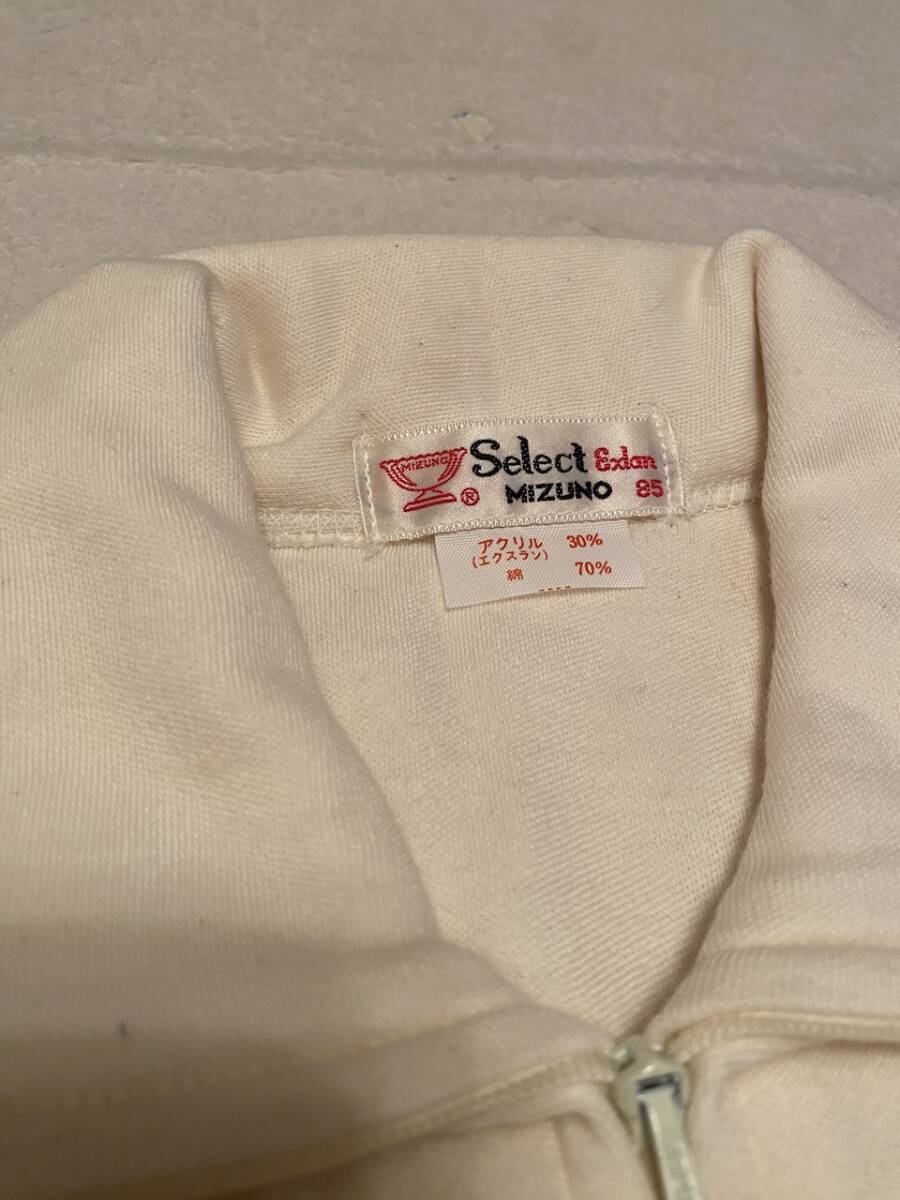 MIZUNO
®
Select Exlan
MIZUNO 85
アクリル 30%
(エクスラン)
綿 70%